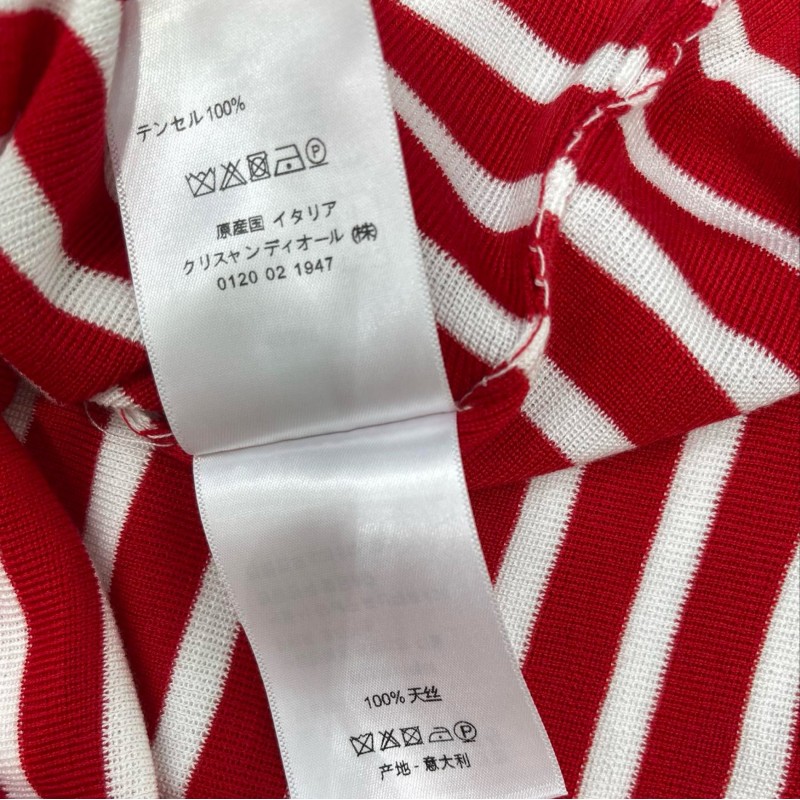 テンセル100%
P
原産国 イタリア
クリスャンディオール ㈱
0120 02 1947
100%天丝
P
产地-意大利